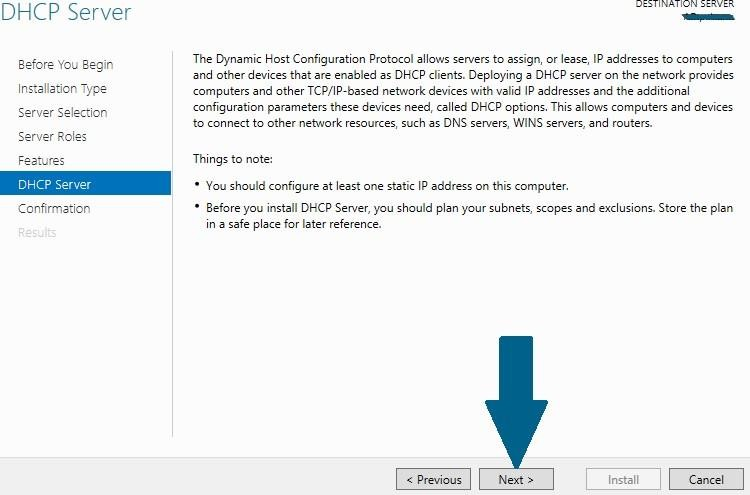 DHCP Server
DESTINATION SERVER
Before You Begin
Installation Type
Server Selection
Server Roles
Features
DHCP Server
Confirmation
Results
The Dynamic Host Configuration Protocol allows servers to assign, or lease, IP addresses to computers
and other devices that are enabled as DHCP clients. Deploying a DHCP server on the network provides
computers and other TCP/IP-based network devices with valid IP addresses and the additional
configuration parameters these devices need, called DHCP options. This allows computers and devices
to connect to other network resources, such as DNS servers, WINS servers, and routers.
Things to note:
• You should configure at least one static IP address on this computer.
• Before you install DHCP Server, you should plan your subnets, scopes and exclusions. Store the plan
in a safe place for later reference.
< Previous
Next >
Install
Cancel